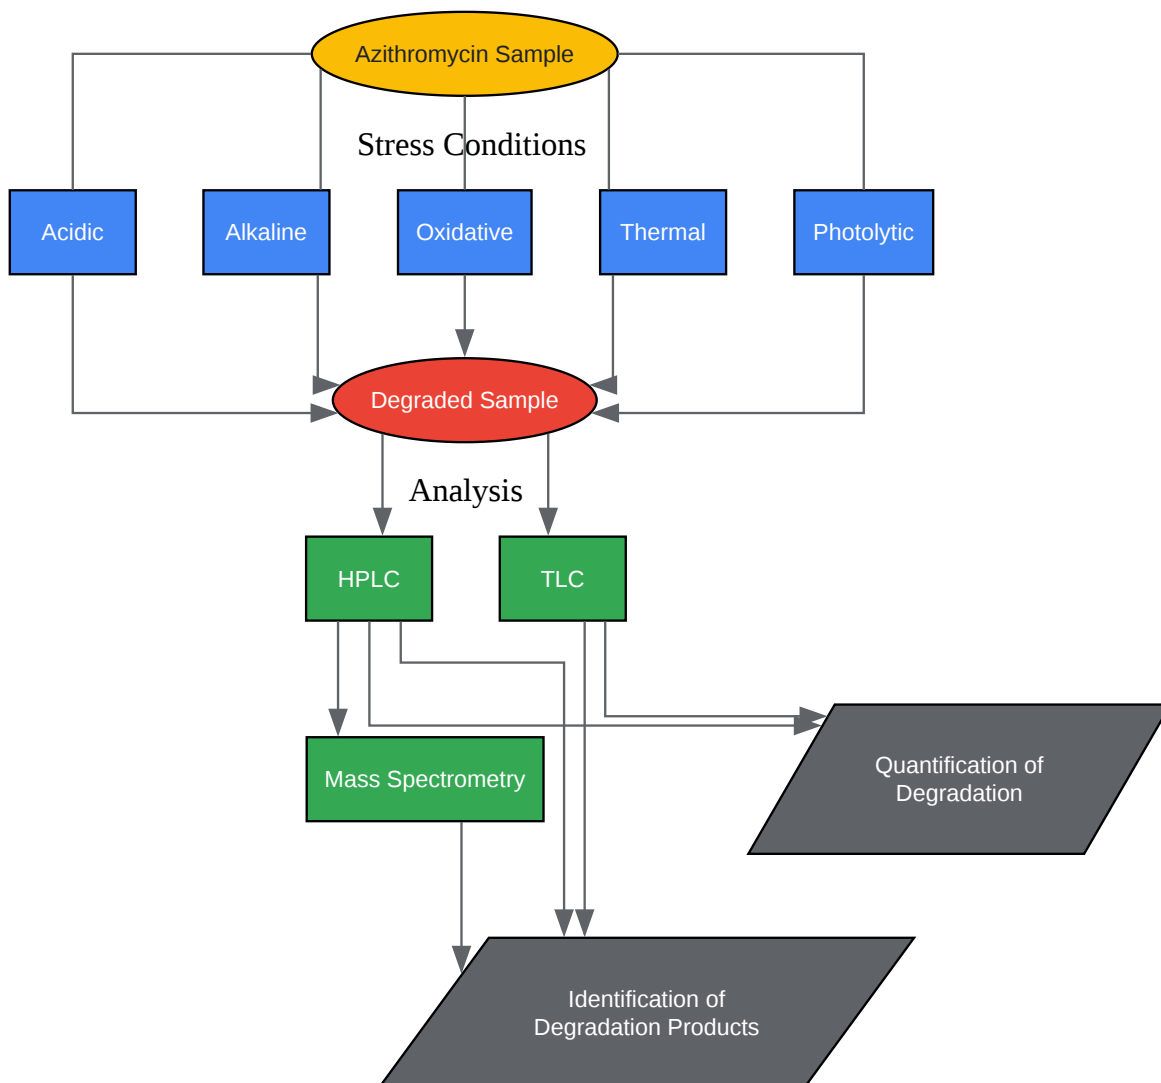 Azithromycin Sample
Stress Conditions
Acidic
Alkaline
Oxidative
Thermal
Photolytic
Degraded Sample
Analysis
HPLC
TLC
Mass Spectrometry
Quantification of
Degradation
Identification of
Degradation Products